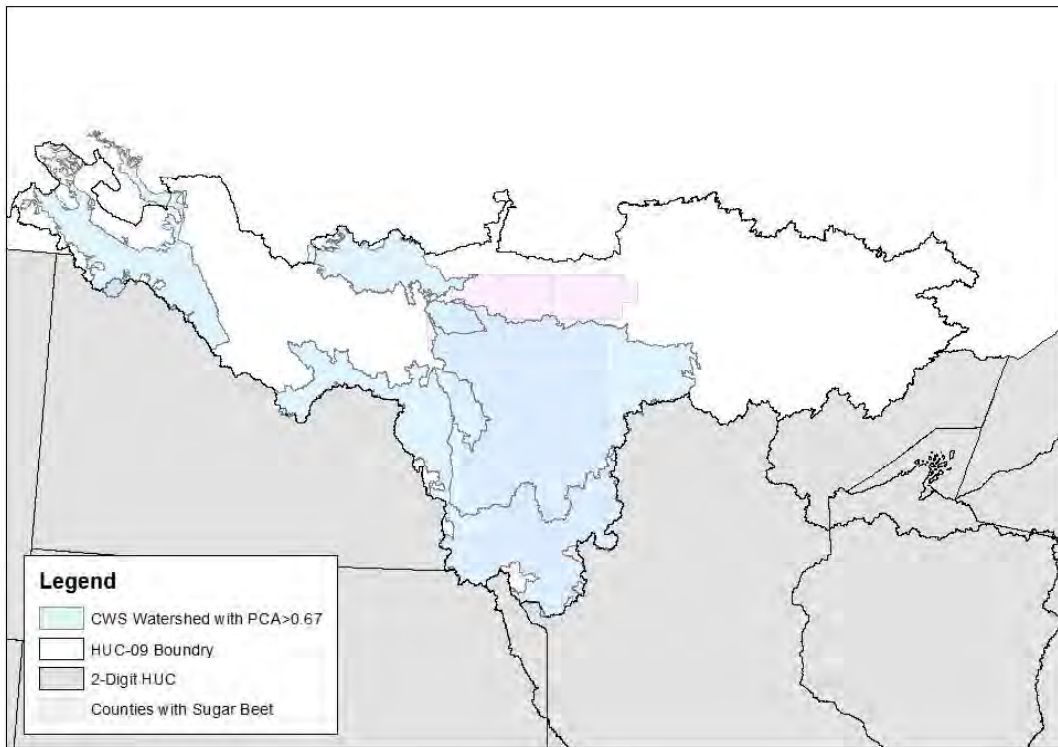 Legend
CWS Watershed with PCA>0.67
HUC-09 Boundry
2-Digit HUC
Counties with Sugar Beet